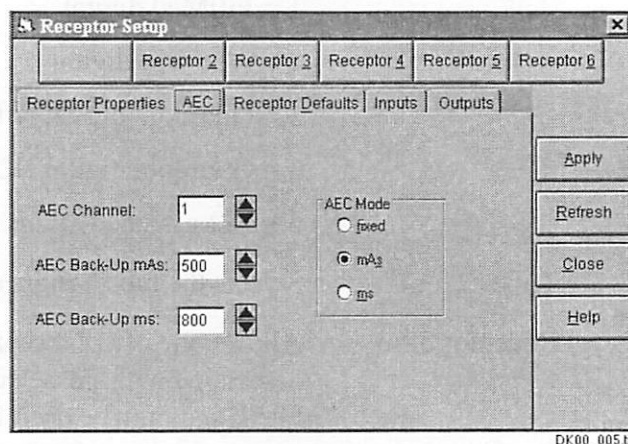 Receptor Setup
Receptor 2 Receptor 3 Receptor 4 Receptor 5 Receptor 6
Receptor Properties AEC Receptor Defaults Inputs Outputs
AEC Channel: 1
AEC Back-Up mAs: 500
AEC Back-Up ms: 800
AEC Mode
fixed
mAs
ms
Apply
Refresh
Close
Help